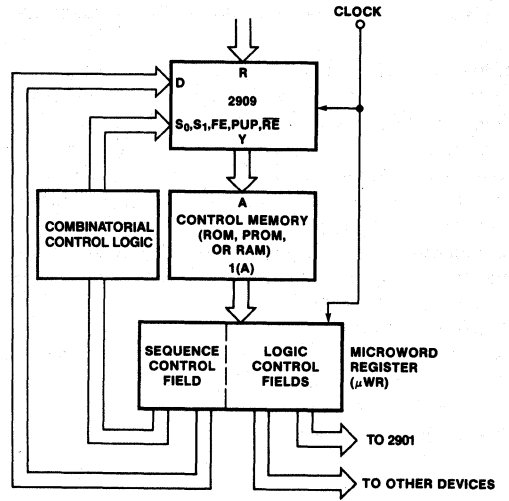 CLOCK
R
D
2909
S₀,S₁,FE,PUP,R̅E̅
Y
A
CONTROL MEMORY
(ROM, PROM,
OR RAM)
1(A)
COMBINATORIAL
CONTROL LOGIC
SEQUENCE
CONTROL
FIELD
LOGIC
CONTROL
FIELDS
MICROWORD
REGISTER
(μWR)
TO 2901
TO OTHER DEVICES